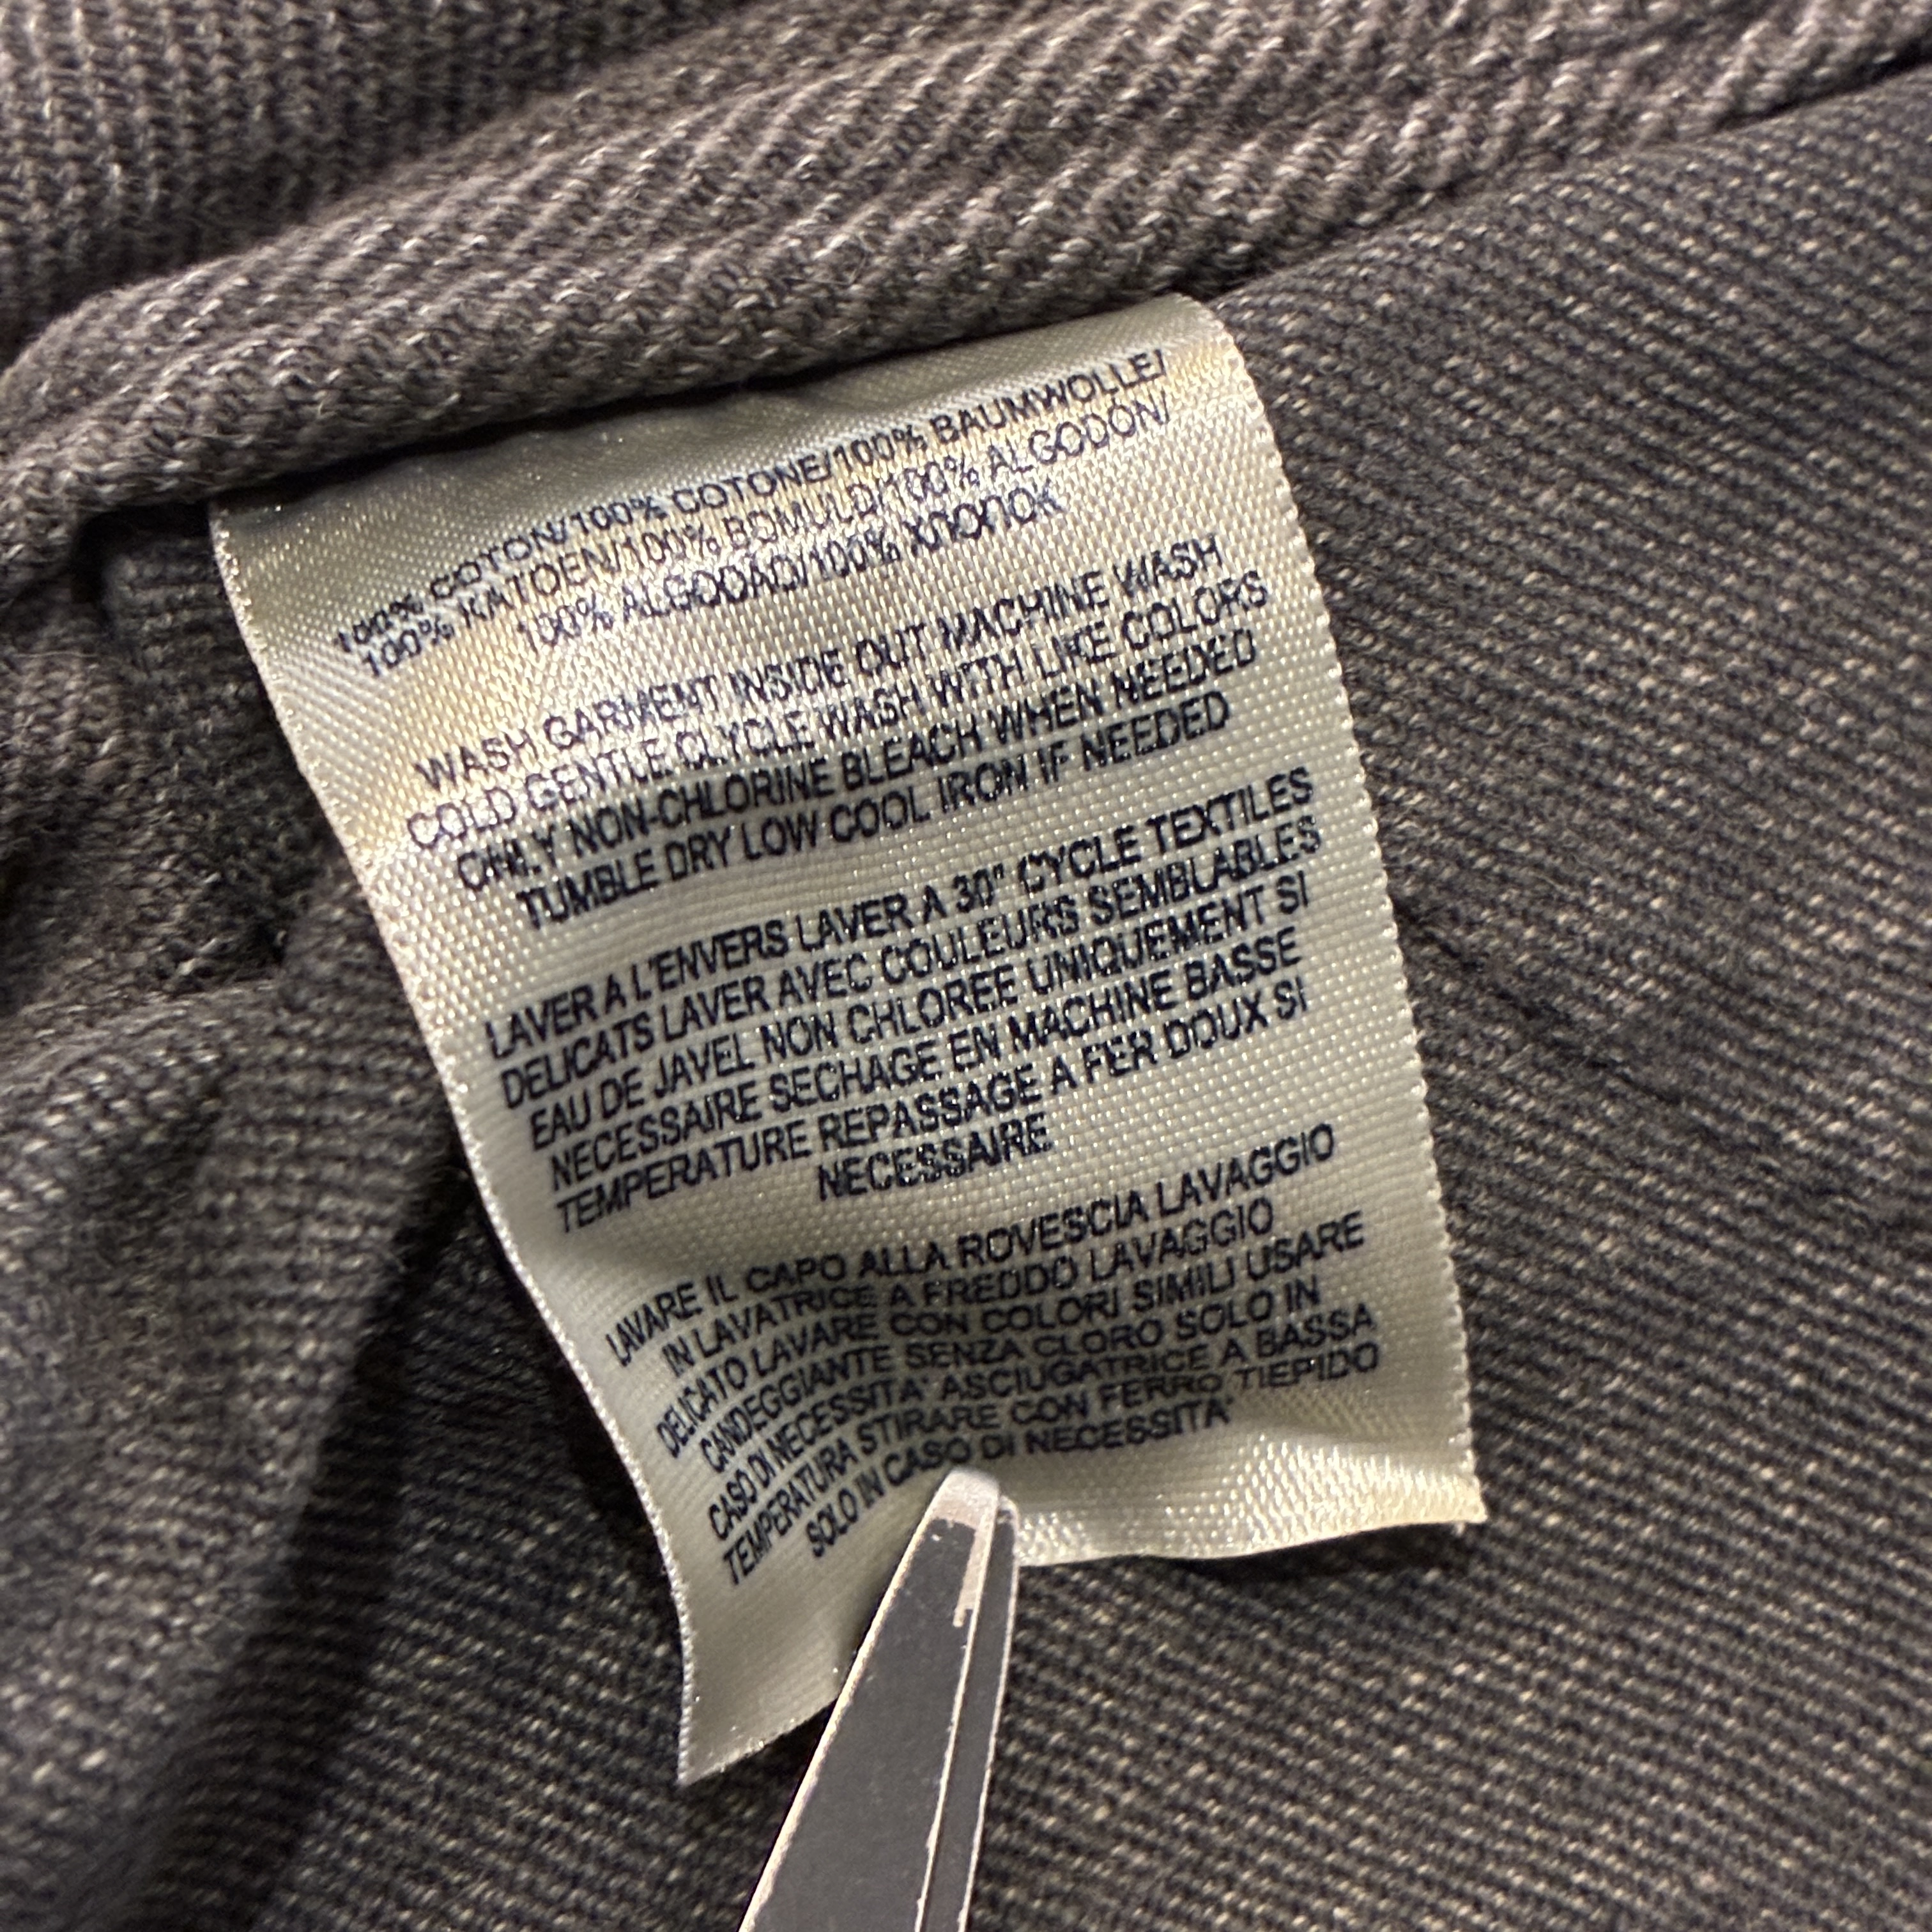 100% COTON/100% COTONE/100% BAUMWOLLE/
100% KATOEN/100% BOMULD/100% ALGODÓN/
100% ALGODÃO/100% ХЛОПОК
WASH GARMENT INSIDE OUT MACHINE WASH
COLD GENTLE CLYCLE WASH WITH LIKE COLORS
NON-CHLORINE BLEACH WHEN NEEDED
TUMBLE DRY LOW COOL IRON IF NEEDED
LAVER A L'ENVERS LAVER A 30° CYCLE TEXTILES
DELICATS LAVER AVEC COULEURS SEMBLABLES
EAU DE JAVEL NON CHLOREE UNIQUEMENT SI
NECESSAIRE SECHAGE EN MACHINE BASSE
TEMPERATURE REPASSAGE A FER DOUX SI
NECESSAIRE
LAVARE IL CAPO ALLA ROVESCIA LAVAGGIO
IN LAVATRICE A FREDDO LAVAGGIO
DELICATO LAVARE CON COLORI SIMILI USARE
CANDEGGIANTE SENZA CLORO SOLO IN
CASO DI NECESSITA' ASCIUGATRICE A BASSA
TEMPERATURA STIRARE CON FERRO TIEPIDO
SOLO IN CASO DI NECESSITA'